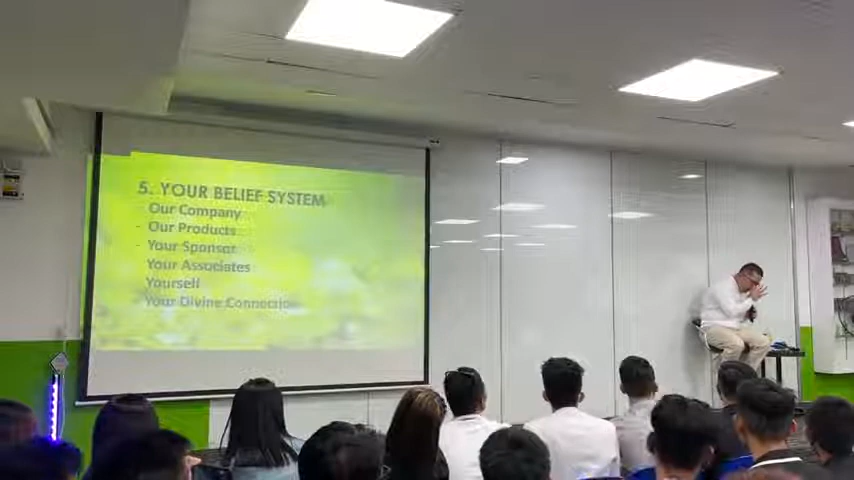 5. YOUR BELIEF SYSTEM
Our Company
Our Products
Your Sponsor
Your Associates
Yourself
Your Divine Connection